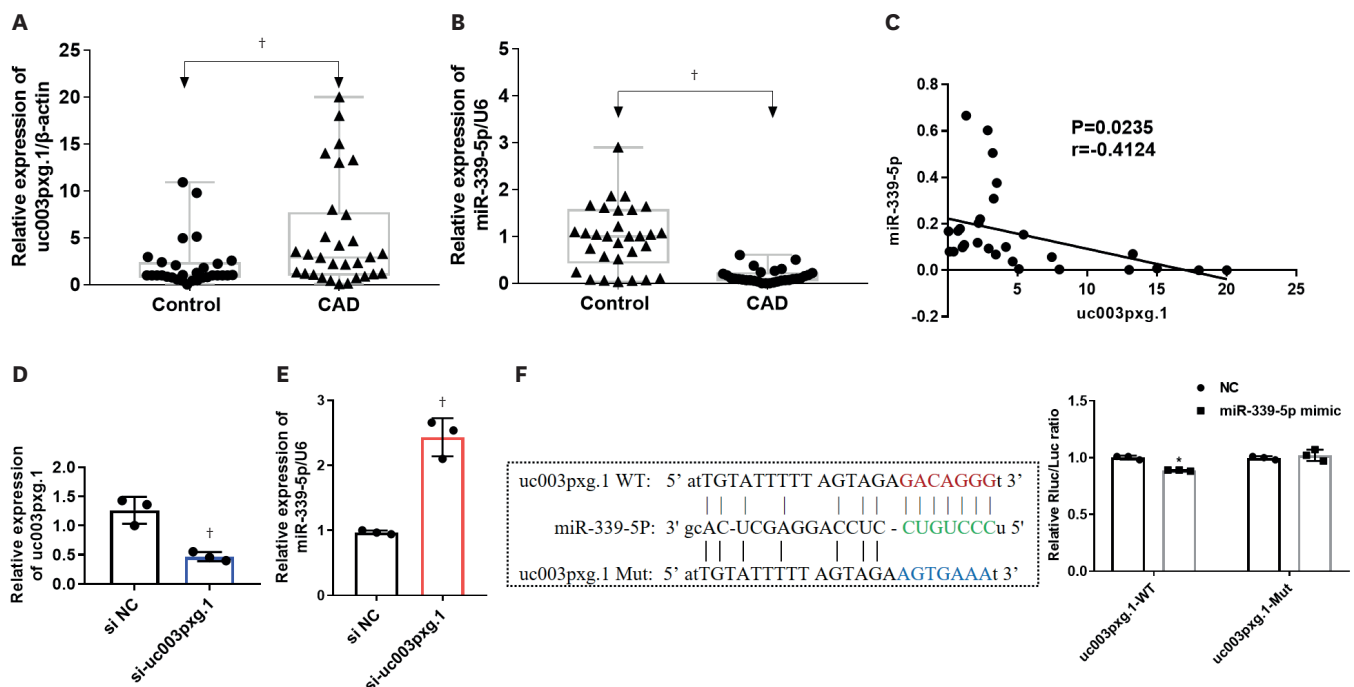 A
Relative expression of
uc003pxg.1/β-actin
25
20
15
10
5
0
†
Control
CAD
B
Relative expression of
miR-339-5p/U6
5
4
3
2
1
0
†
Control
CAD
C
miR-339-5p
0.8
0.6
0.4
0.2
0.0
-0.2
P=0.0235
r=-0.4124
5
10
15
20
25
uc003pxg.1
D
Relative expression
of uc003pxg.1
2.0
1.5
1.0
0.5
0.0
†
si NC
si-uc003pxg.1
E
Relative expression of
miR-339-5p/U6
3
2
1
0
†
si NC
si-uc003pxg.1
F
uc003pxg.1 WT: 5’ atTGTATTTTT AGTAGAGACAGGGt 3’
miR-339-5P: 3' gcAC-UCGAGGACCUC - CUGUCCCu 5'
uc003pxg.1 Mut: 5’ atTGTATTTTT AGTAGAAGTGAAAt 3’
NC
miR-339-5p mimic
Relative Rluc/Luc ratio
1.5
1.0
0.5
0.0
*
uc003pxg.1-WT
uc003pxg.1-Mut